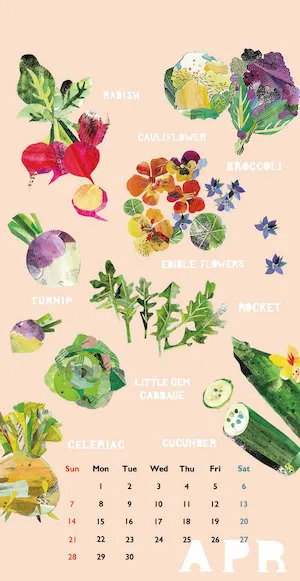 RADISH
CAULIFLOWER
BROCCOLI
EDIBLE FLOWERS
TURNIP
ROCKET
LITTLE GEM
CABBAGE
CELERIAC
CUCUMBER
Sun Mon Tue Wed Thu Fri Sat
1 2 3 4 5 6
7 8 9 10 11 12 13
14 15 16 17 18 19 20
21 22 23 24 25 26 27
28 29 30
APR